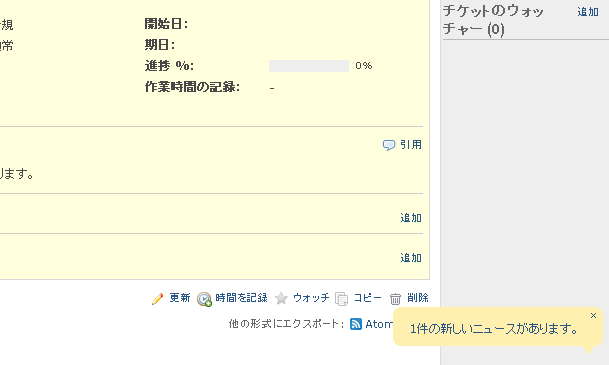 規
常
開始日:
期日:
進捗 %: 0%
作業時間の記録: -
チケットのウォッチャー (0) 追加
引用
ます。
追加
追加
更新 時間を記録 ウォッチ コピー 削除
他の形式にエクスポート: Atom
1件の新しいニュースがあります。 ×